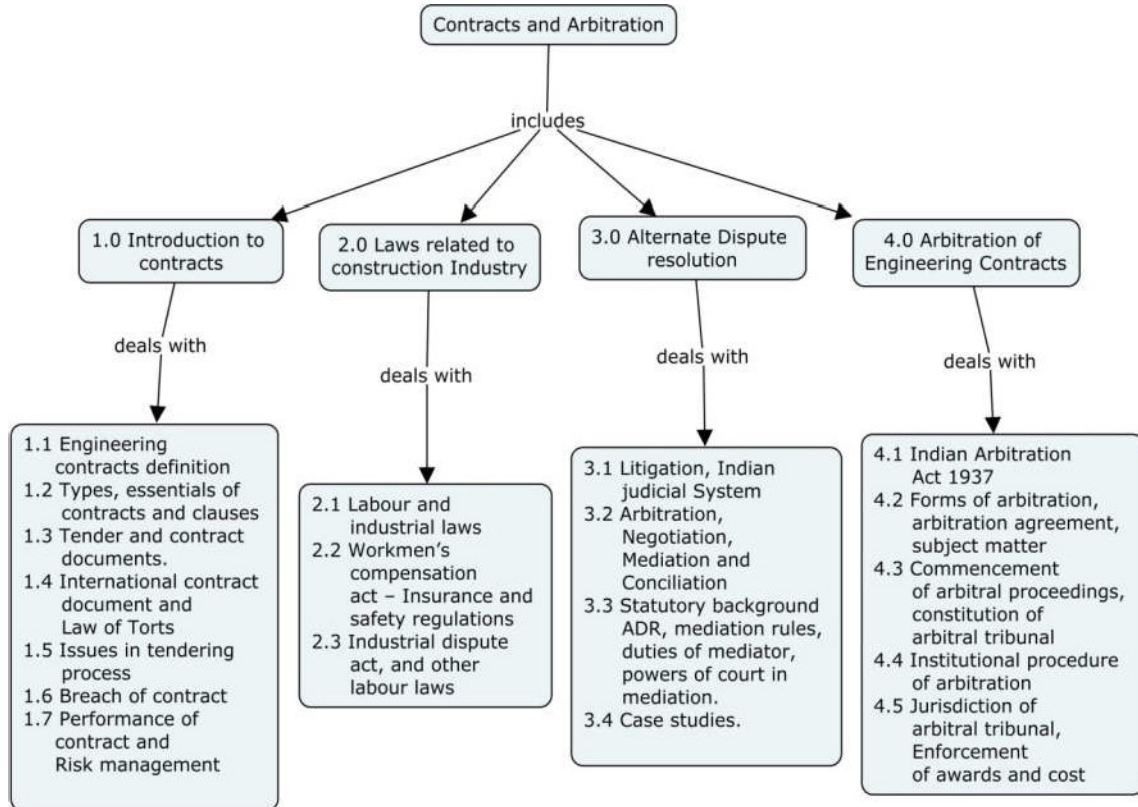 Contracts and Arbitration
includes
1.0 Introduction to
contracts
2.0 Laws related to
construction Industry
3.0 Alternate Dispute
resolution
4.0 Arbitration of
Engineering Contracts
deals with
deals with
deals with
deals with
1.1 Engineering
contracts definition
1.2 Types, essentials of
contracts and clauses
1.3 Tender and contract
documents.
1.4 International contract
document and
Law of Torts
1.5 Issues in tendering
process
1.6 Breach of contract
1.7 Performance of
contract and
Risk management
2.1 Labour and
industrial laws
2.2 Workmen’s
compensation
act – Insurance and
safety regulations
2.3 Industrial dispute
act, and other
labour laws
3.1 Litigation, Indian
judicial System
3.2 Arbitration,
Negotiation,
Mediation and
Conciliation
3.3 Statutory background
ADR, mediation rules,
duties of mediator,
powers of court in
mediation.
3.4 Case studies.
4.1 Indian Arbitration
Act 1937
4.2 Forms of arbitration,
arbitration agreement,
subject matter
4.3 Commencement
of arbitral proceedings,
constitution of
arbitral tribunal
4.4 Institutional procedure
of arbitration
4.5 Jurisdiction of
arbitral tribunal,
Enforcement
of awards and cost